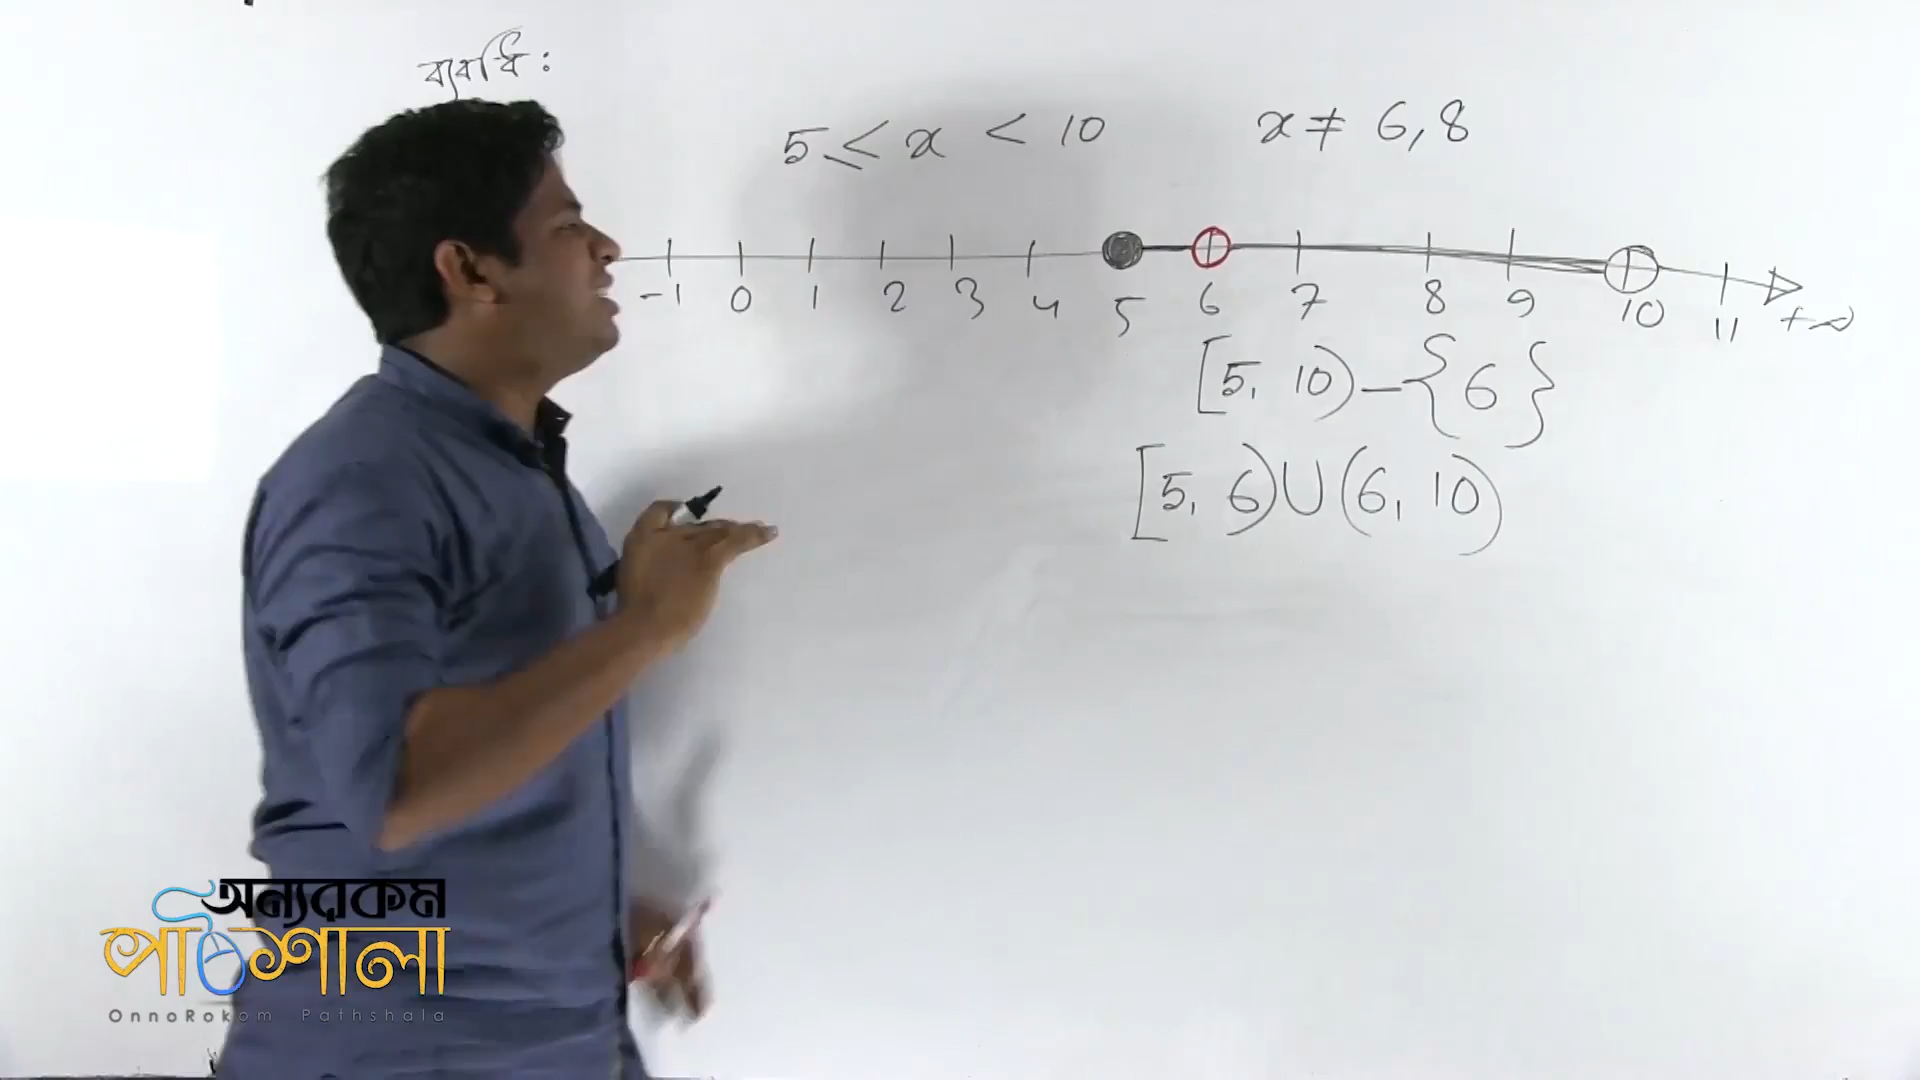 ব্যবধি :
5 ≤ x < 10 x ≠ 6, 8
-1 0 1 2 3 4 5 6 7 8 9 10 11 +∞
[5, 10) – {6}
[5, 6) ∪ (6, 10)
অন্যরকম
পাঠশালা
OnnoRokom Pathshala